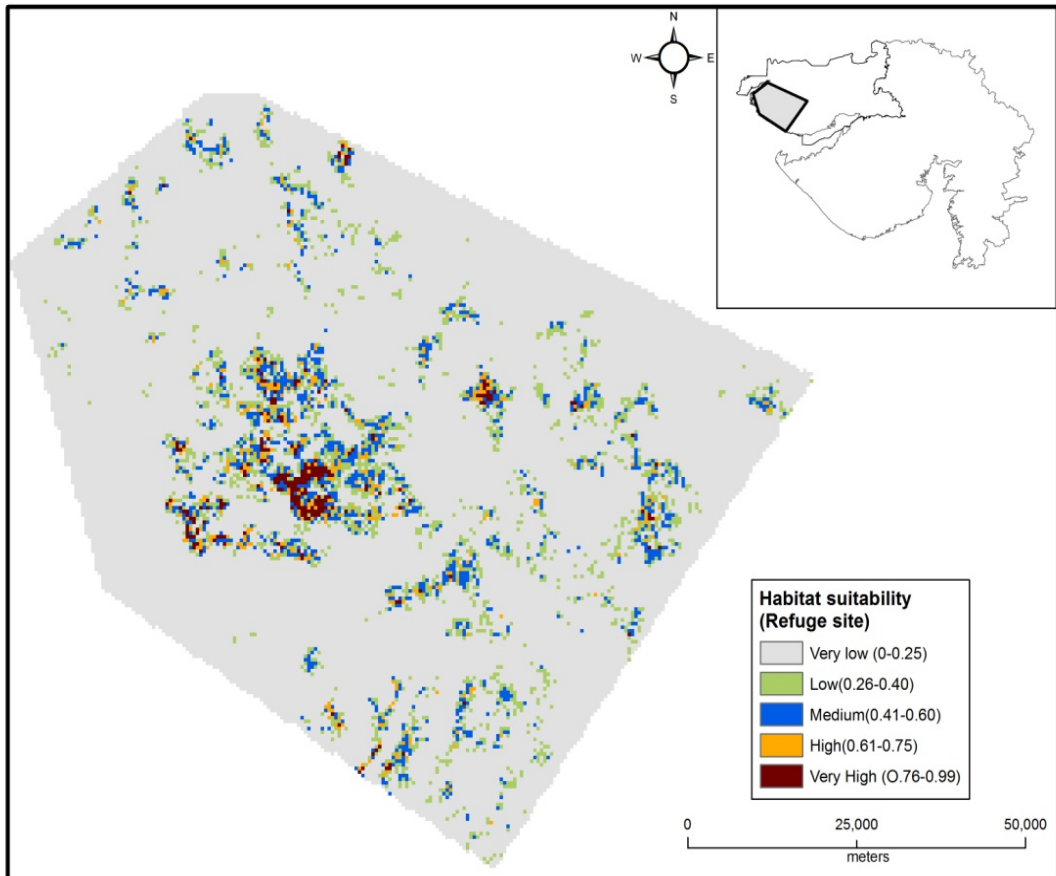 N
W E
S
Habitat suitability
(Refuge site)
Very low (0-0.25)
Low(0.26-0.40)
Medium(0.41-0.60)
High(0.61-0.75)
Very High (O.76-0.99)
0 25,000 50,000
meters